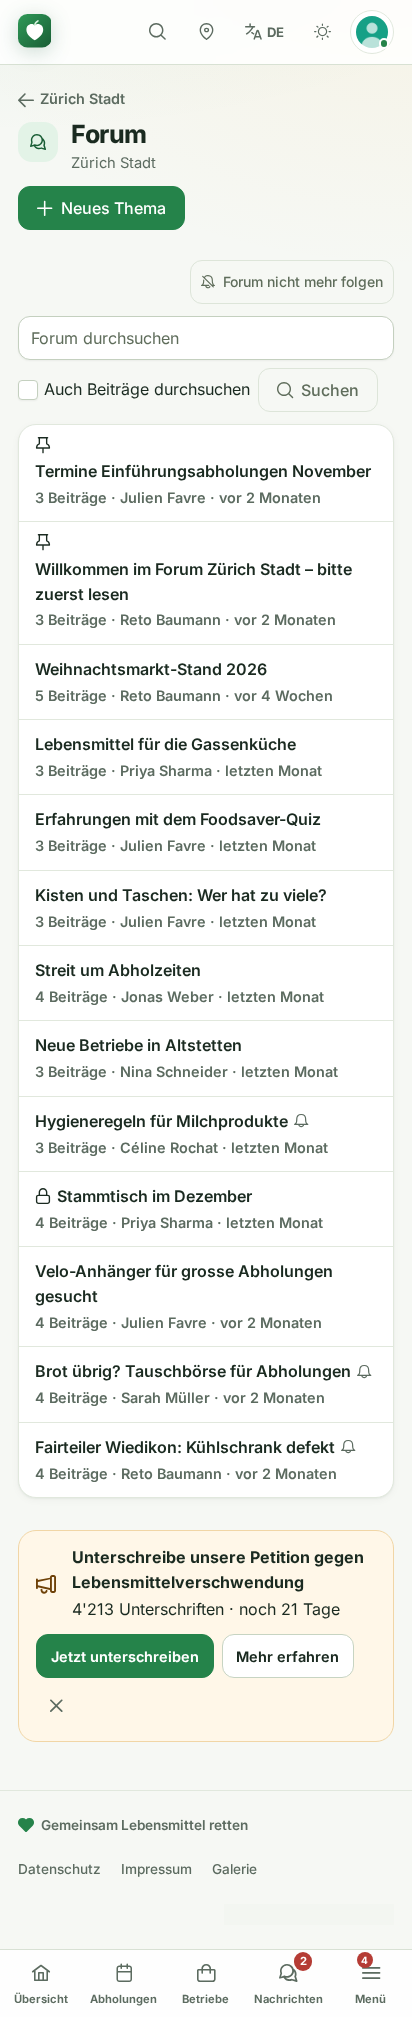 DE
Zürich Stadt
Forum
Zürich Stadt
Neues Thema
Forum nicht mehr folgen
Forum durchsuchen
Auch Beiträge durchsuchen
Suchen
Termine Einführungsabholungen November
3 Beiträge · Julien Favre · vor 2 Monaten
Willkommen im Forum Zürich Stadt – bitte
zuerst lesen
3 Beiträge · Reto Baumann · vor 2 Monaten
Weihnachtsmarkt-Stand 2026
5 Beiträge · Reto Baumann · vor 4 Wochen
Lebensmittel für die Gassenküche
3 Beiträge · Priya Sharma · letzten Monat
Erfahrungen mit dem Foodsaver-Quiz
3 Beiträge · Julien Favre · letzten Monat
Kisten und Taschen: Wer hat zu viele?
3 Beiträge · Julien Favre · letzten Monat
Streit um Abholzeiten
4 Beiträge · Jonas Weber · letzten Monat
Neue Betriebe in Altstetten
3 Beiträge · Nina Schneider · letzten Monat
Hygieneregeln für Milchprodukte
3 Beiträge · Céline Rochat · letzten Monat
Stammtisch im Dezember
4 Beiträge · Priya Sharma · letzten Monat
Velo-Anhänger für grosse Abholungen
gesucht
4 Beiträge · Julien Favre · vor 2 Monaten
Brot übrig? Tauschbörse für Abholungen
4 Beiträge · Sarah Müller · vor 2 Monaten
Fairteiler Wiedikon: Kühlschrank defekt
4 Beiträge · Reto Baumann · vor 2 Monaten
Unterschreibe unsere Petition gegen
Lebensmittelverschwendung
4'213 Unterschriften · noch 21 Tage
Jetzt unterschreiben
Mehr erfahren
Gemeinsam Lebensmittel retten
Datenschutz Impressum Galerie
2 4
Übersicht Abholungen Betriebe Nachrichten Menü